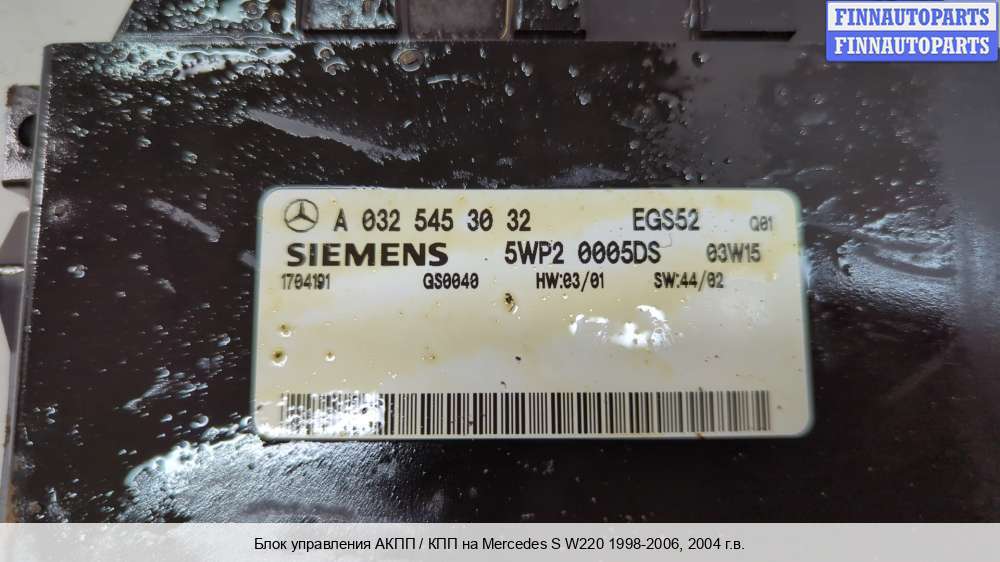 FINNAUTOPARTS
FINNAUTOPARTS
A 032 545 30 32 EGS52 Q01
SIEMENS 5WP2 0005DS 03W15
1704191 GS0040 HW:03/01 SW:44/02
Блок управления АКПП / КПП на Mercedes S W220 1998-2006, 2004 г.в.